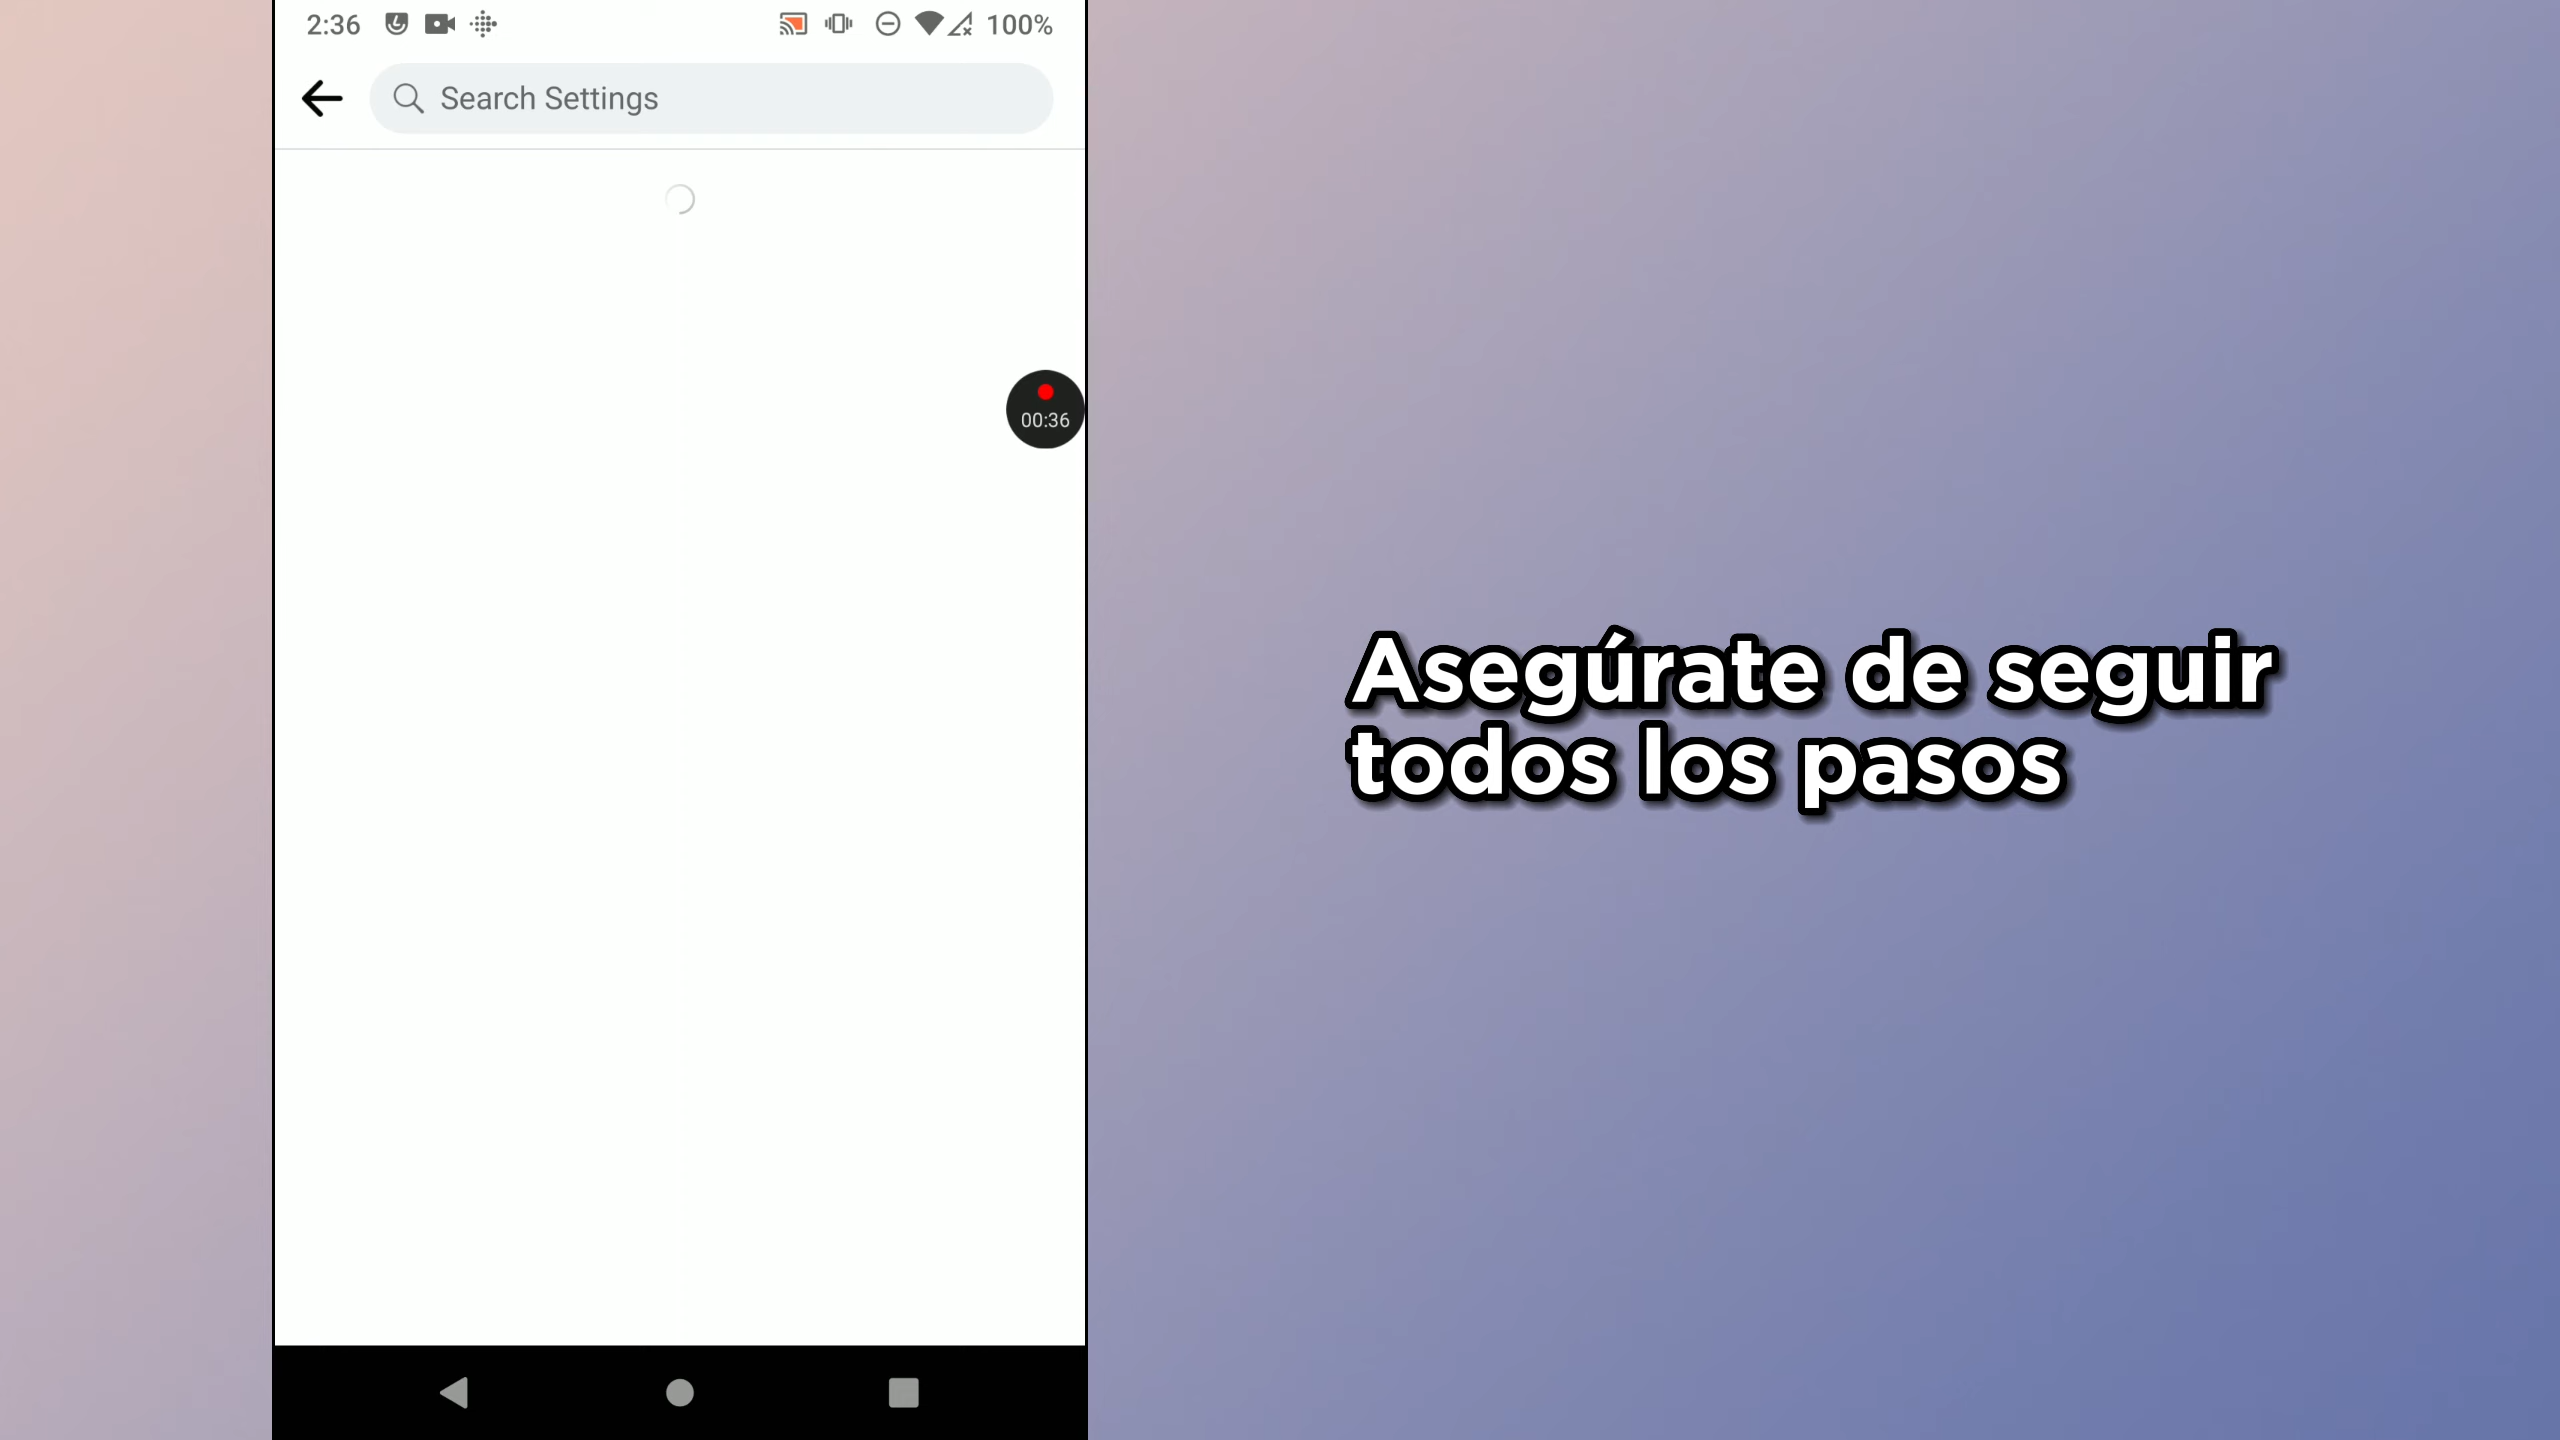 2:36
100%
Search Settings
00:36
Asegúrate de seguir
todos los pasos